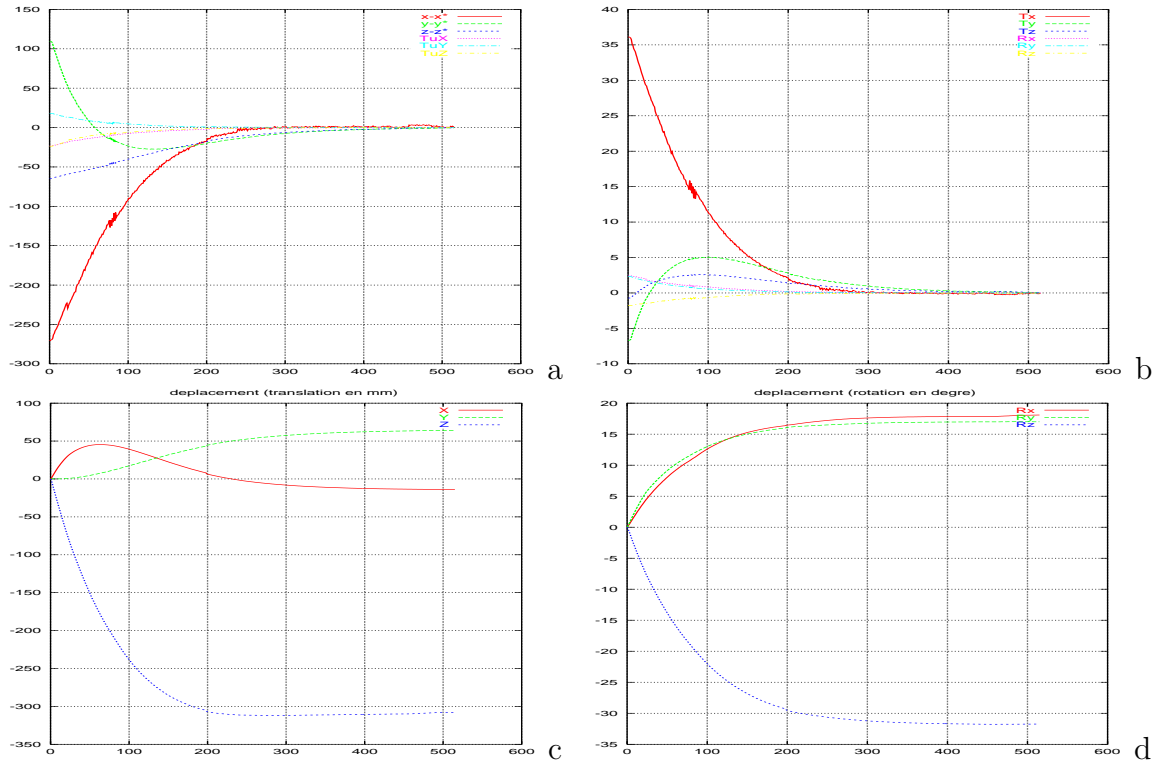 150
100
50
0
-50
-100
-150
-200
-250
-300
0
100
200
300
400
500
600
x-x*
y-y*
z-z*
TuX
TuY
TuZ
a
40
35
30
25
20
15
10
5
0
-5
-10
0
100
200
300
400
500
600
Tx
Ty
Tz
Rx
Ry
Rz
b
deplacement (translation en mm)
100
50
0
-50
-100
-150
-200
-250
-300
-350
0
100
200
300
400
500
600
X
Y
Z
c
deplacement (rotation en degre)
20
15
10
5
0
-5
-10
-15
-20
-25
-30
-35
0
100
200
300
400
500
600
Rx
Ry
Rz
d